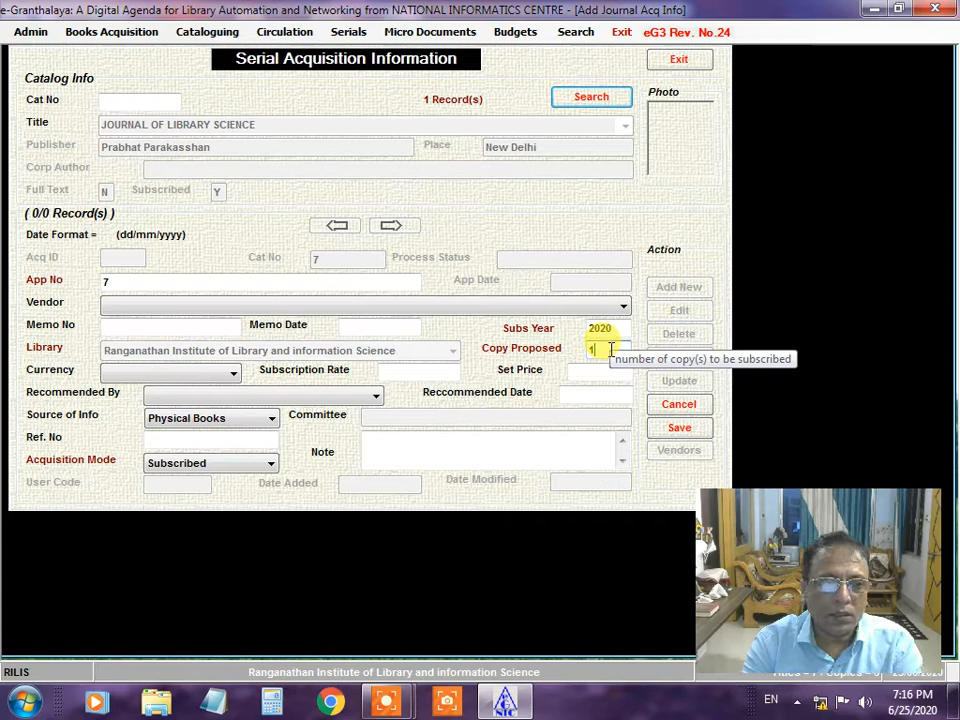 e-Granthalaya: A Digital Agenda for Library Automation and Networking from NATIONAL INFORMATICS CENTRE - [Add Journal Acq Info]
Admin Books Acquisition Cataloguing Circulation Serials Micro Documents Budgets Search Exit eG3 Rev. No.24
Serial Acquisition Information Exit
Catalog Info
Cat No 1 Record(s) Search Photo
Title JOURNAL OF LIBRARY SCIENCE
Publisher Prabhat Parakasshan Place New Delhi
Corp Author
Full Text N Subscribed Y
( 0/0 Record(s) )
Date Format = (dd/mm/yyyy)
Action
Acq ID Cat No 7 Process Status
App No 7 App Date Add New
Vendor Edit
Memo No Memo Date Subs Year 2020 Delete
Library Ranganathan Institute of Library and information Science Copy Proposed 1
number of copy(s) to be subscribed
Currency Subscription Rate Set Price Update
Recommended By Reccommended Date
Source of Info Physical Books Committee Cancel
Ref. No Save
Note Vendors
Acquisition Mode Subscribed
User Code Date Added Date Modified
RILIS Ranganathan Institute of Library and information Science
NIC
EN 7:16 PM
6/25/2020